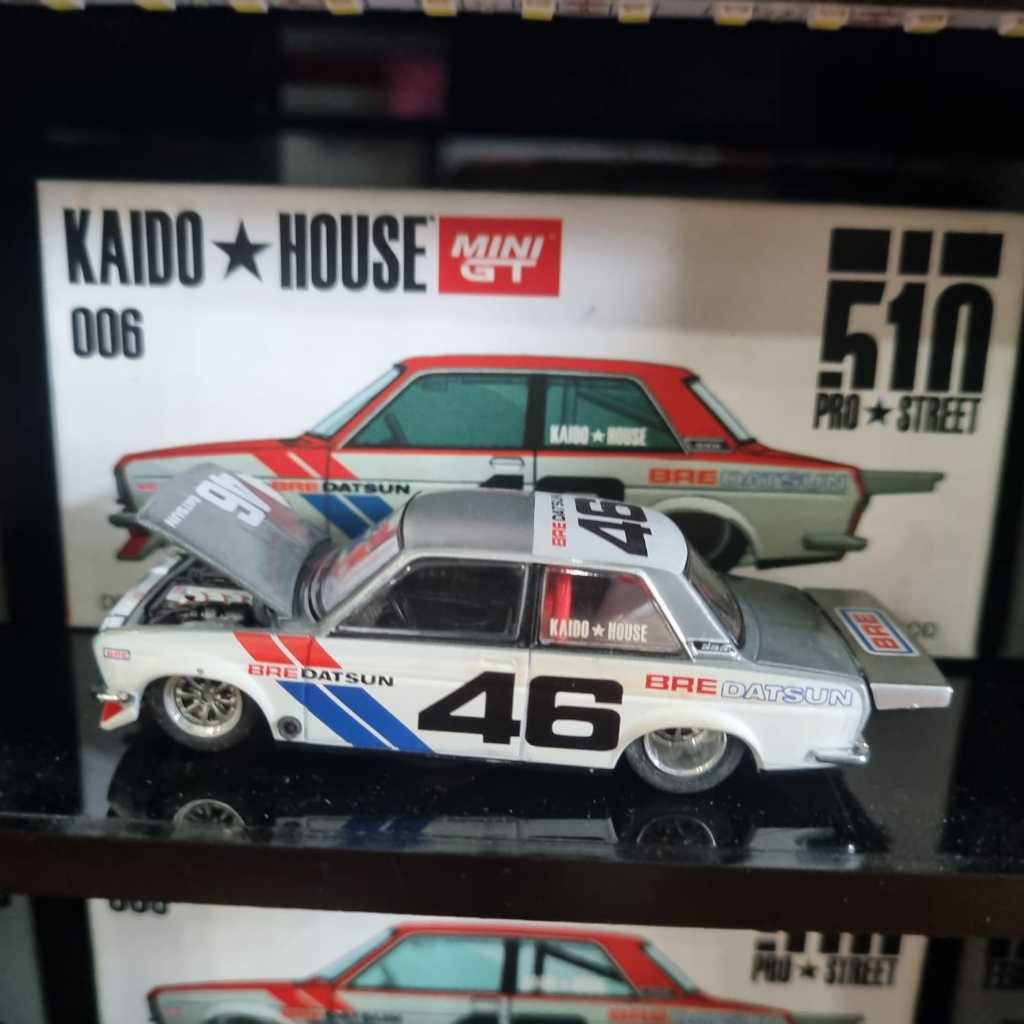 KAIDO★HOUSE
MINI GT
006
510
PRO★STREET
KAIDO★HOUSE
BRE DATSUN
BRE DATSUN
46
DATSUN
BRE DATSUN
46
KAIDO★HOUSE
BRE
BRE DATSUN
46
BRE DATSUN
PRO★STREET